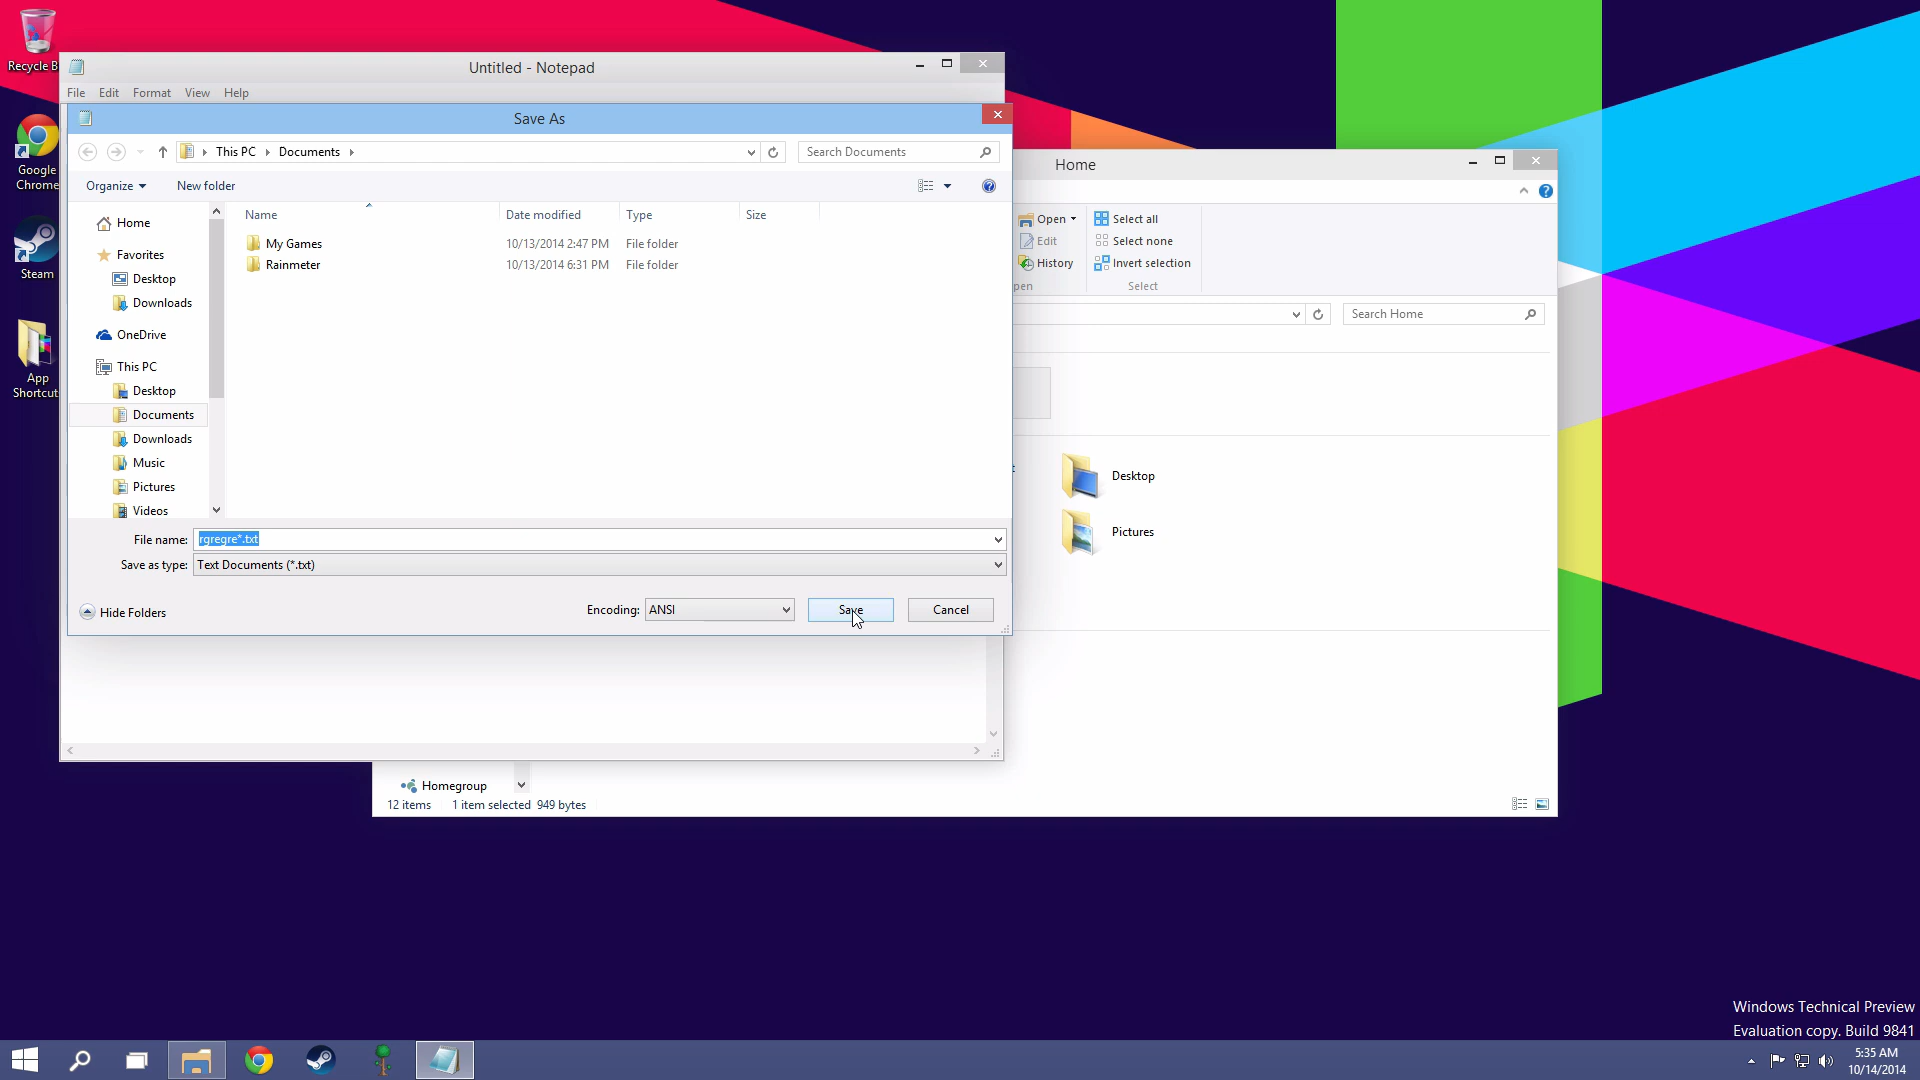 Recycle B
Google
Chrome
Steam
App
Shortcut
Untitled - Notepad
File Edit Format View Help
Save As
This PC Documents
Search Documents
Organize New folder
Name Date modified Type Size
My Games 10/13/2014 2:47 PM File folder
Rainmeter 10/13/2014 6:31 PM File folder
Home
Favorites
Desktop
Downloads
OneDrive
This PC
Desktop
Documents
Downloads
Music
Pictures
Videos
File name: rgregre*.txt
Save as type: Text Documents (*.txt)
Hide Folders
Encoding: ANSI Save Cancel
Home
Open Select all
Edit Select none
History Invert selection
pen Select
Search Home
t
Desktop
Pictures
Homegroup
12 items 1 item selected 949 bytes
Windows Technical Preview
Evaluation copy. Build 9841
5:35 AM
10/14/2014